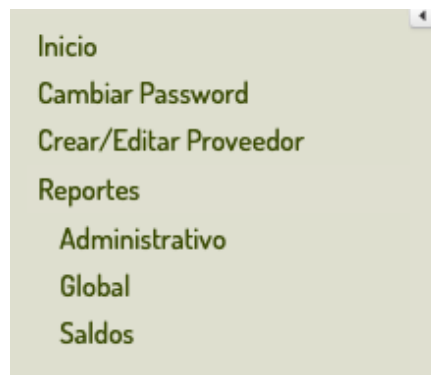 Inicio
Cambiar Password
Crear/Editar Proveedor
Reportes
Administrativo
Global
Saldos